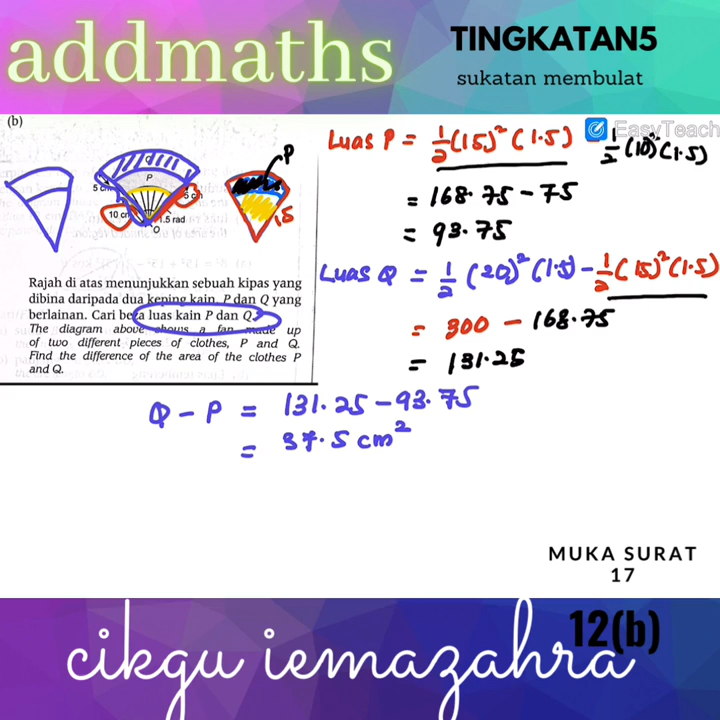 addmaths
TINGKATAN5
sukatan membulat
(b)
Q
P
5 cm
5 cm
10 cm
1.5 rad
O
P
15
Luas P = 1/2(15)²(1.5) - 1/2(10)²(1.5)
EasyTeach
= 168.75 - 75
= 93.75
Luas Q = 1/2(20)²(1.5) - 1/2(15)²(1.5)
= 300 - 168.75
= 131.25
Rajah di atas menunjukkan sebuah kipas yang
dibina daripada dua keping kain, P dan Q yang
berlainan. Cari beza luas kain P dan Q.
The diagram above shows a fan made up
of two different pieces of clothes, P and Q.
Find the difference of the area of the clothes P
and Q.
Q - P = 131.25 - 93.75
= 37.5 cm²
MUKA SURAT
17
12(b)
cikgu iemazahra